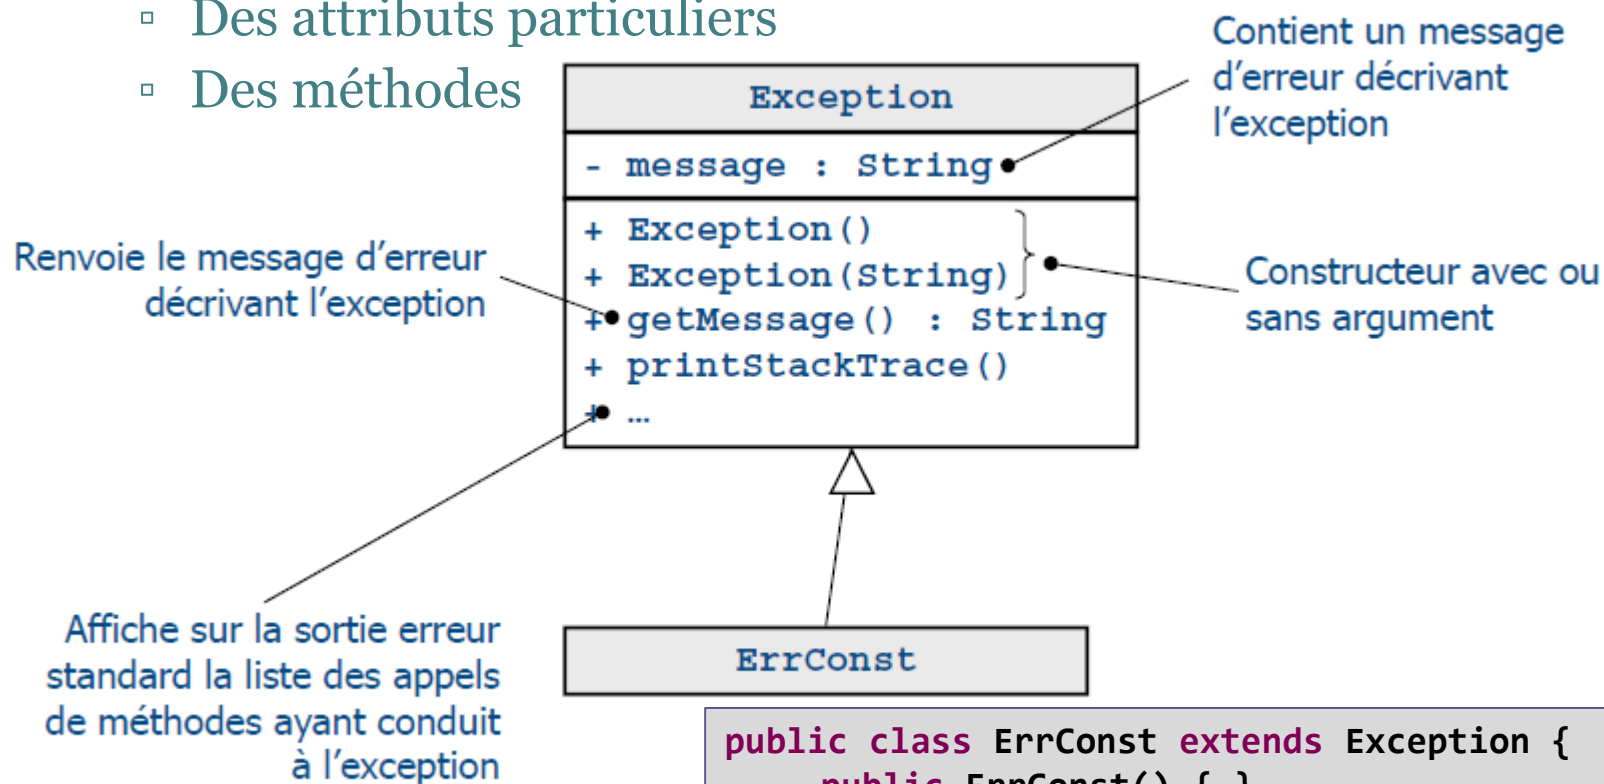 ▫ Des attributs particuliers
▫ Des méthodes
Contient un message
d'erreur décrivant
l'exception
Exception
- message : String
Renvoie le message d'erreur
décrivant l'exception
+ Exception()
+ Exception(String)
+ getMessage() : String
+ printStackTrace()
+ …
Constructeur avec ou
sans argument
Affiche sur la sortie erreur
standard la liste des appels
de méthodes ayant conduit
à l'exception
ErrConst
public class ErrConst extends Exception {
public ErrConst() { }